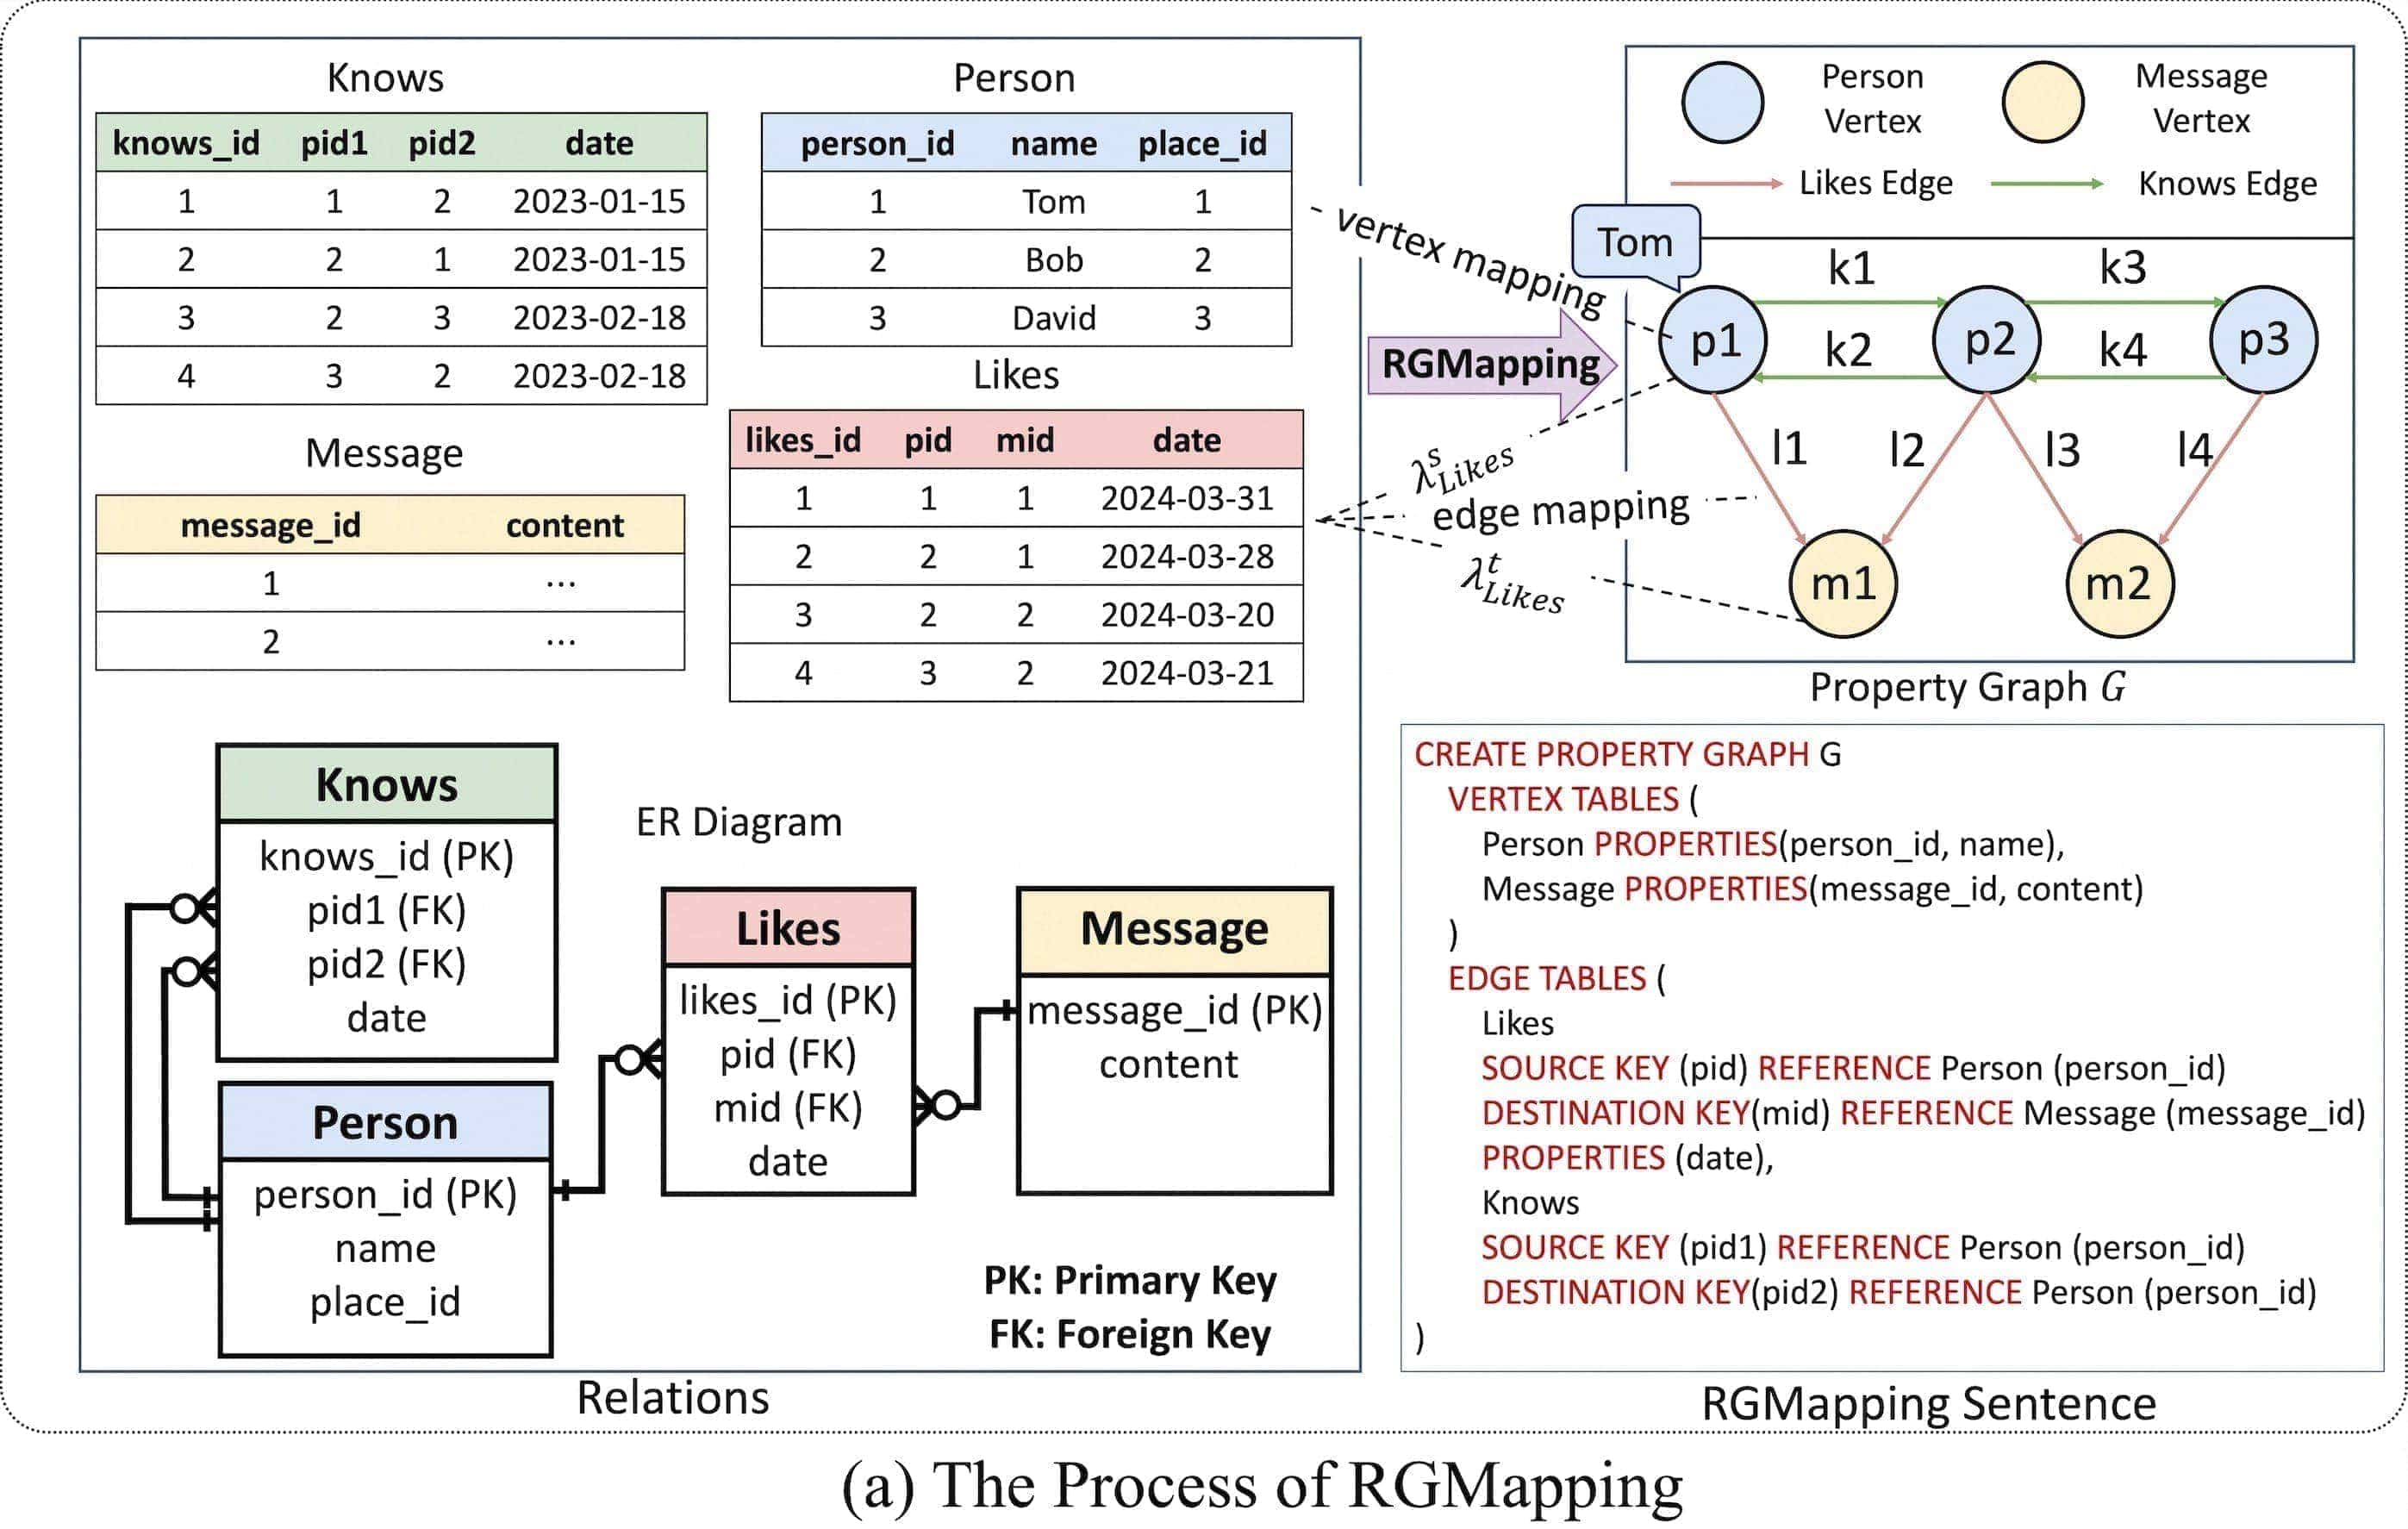 Knows
knows_id pid1 pid2 date
1 1 2 2023-01-15
2 2 1 2023-01-15
3 2 3 2023-02-18
4 3 2 2023-02-18
Person
person_id name place_id
1 Tom 1
2 Bob 2
3 David 3
Message
message_id content
1 ...
2 ...
Likes
likes_id pid mid date
1 1 1 2024-03-31
2 2 1 2024-03-28
3 2 2 2024-03-20
4 3 2 2024-03-21
ER Diagram
Knows
knows_id (PK)
pid1 (FK)
pid2 (FK)
date
Person
person_id (PK)
name
place_id
Likes
likes_id (PK)
pid (FK)
mid (FK)
date
Message
message_id (PK)
content
PK: Primary Key
FK: Foreign Key
Relations
vertex mapping
RGMapping
λ^s_Likes
edge mapping
λ^t_Likes
Person
Vertex
Message
Vertex
Likes Edge
Knows Edge
Tom
k1 k3
p1 p2 p3
k2 k4
l1 l2 l3 l4
m1 m2
Property Graph G
CREATE PROPERTY GRAPH G
VERTEX TABLES (
Person PROPERTIES(person_id, name),
Message PROPERTIES(message_id, content)
)
EDGE TABLES (
Likes
SOURCE KEY (pid) REFERENCE Person (person_id)
DESTINATION KEY(mid) REFERENCE Message (message_id)
PROPERTIES (date),
Knows
SOURCE KEY (pid1) REFERENCE Person (person_id)
DESTINATION KEY(pid2) REFERENCE Person (person_id)
)
RGMapping Sentence
(a) The Process of RGMapping